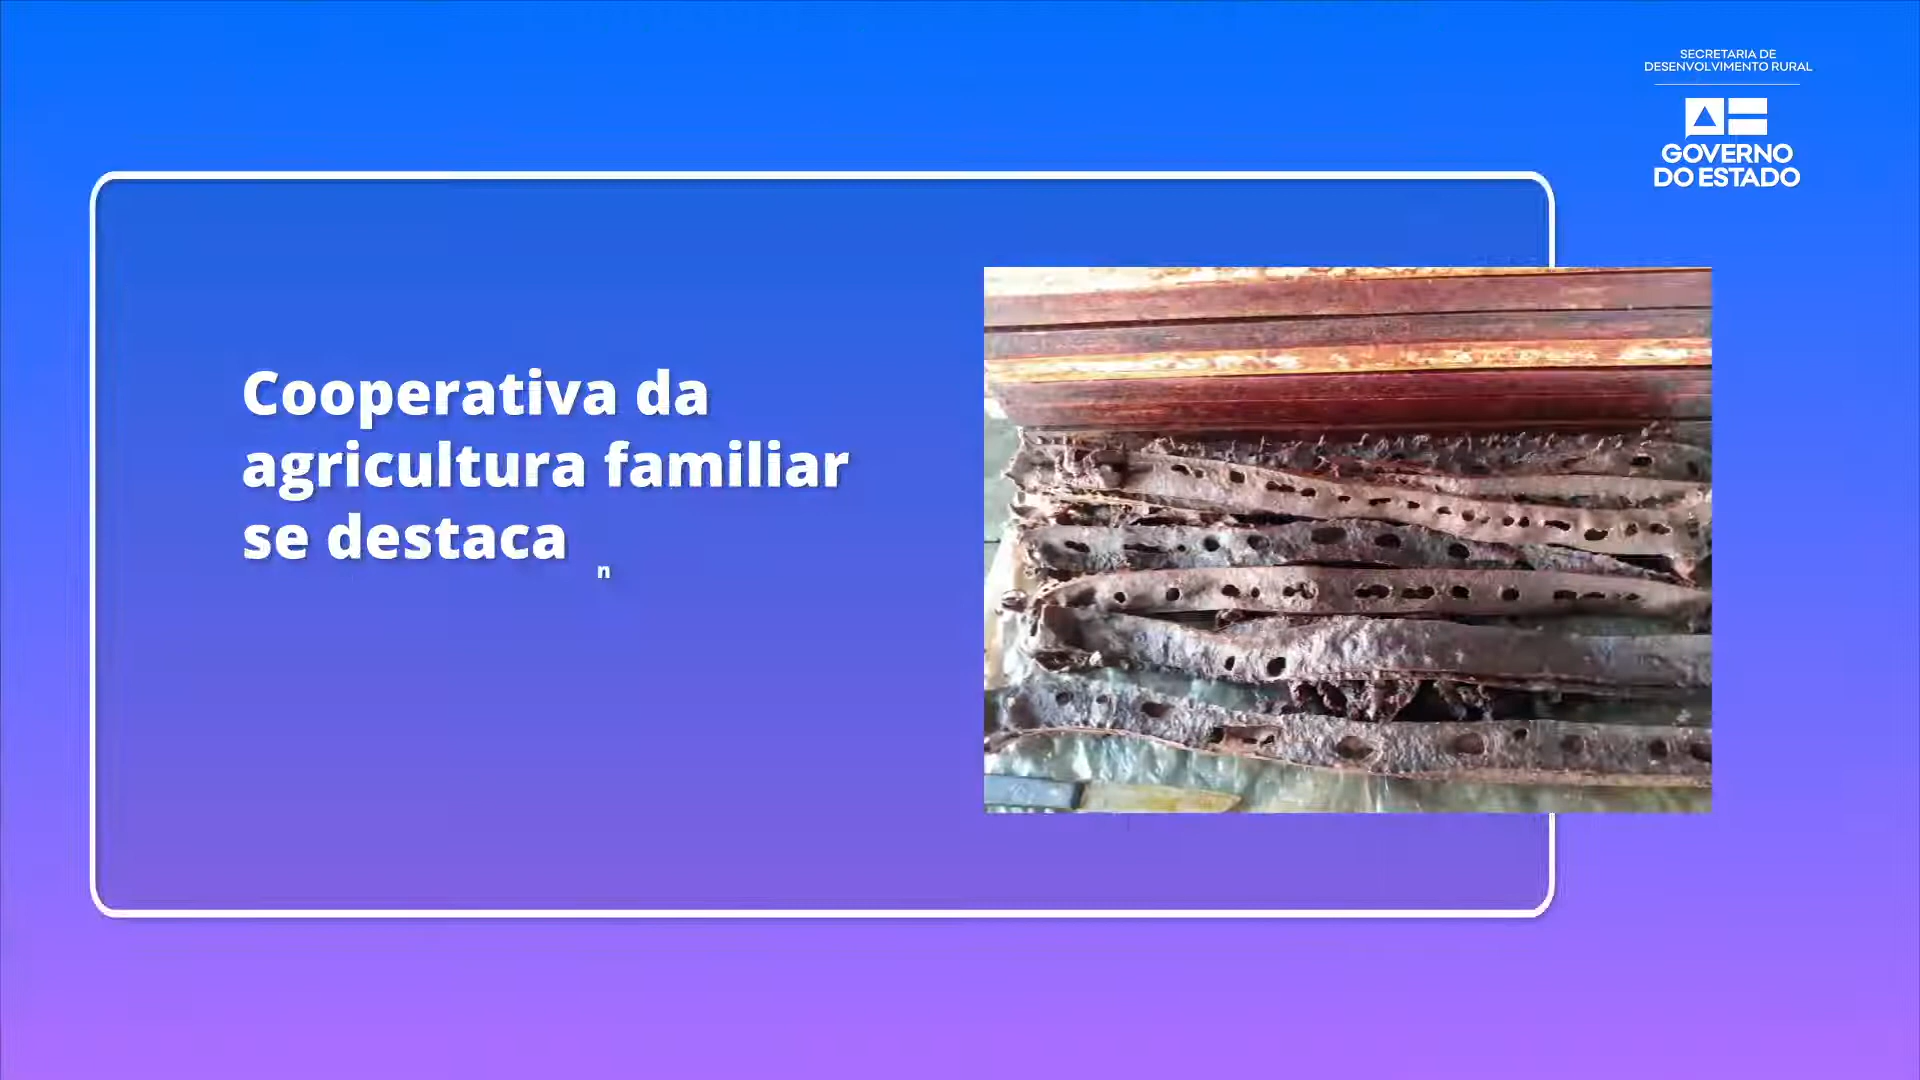 SECRETARIA DE
DESENVOLVIMENTO RURAL
GOVERNO
DO ESTADO
Cooperativa da
agricultura familiar
se destaca n